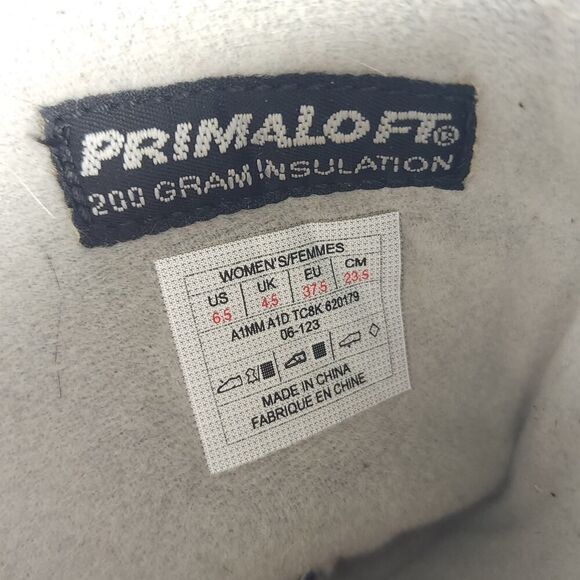 PRIMALOFT®
200 GRAM INSULATION
WOMEN'S/FEMMES
US UK EU CM
6.5 4.5 37.5 23.5
A1MM A1D TC8K 620179
06-123
MADE IN CHINA
FABRIQUE EN CHINE